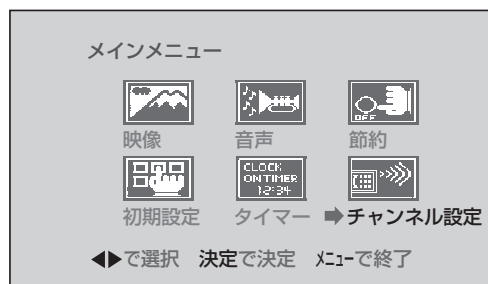 メインメニュー
OFF
映像 音声 節約
CLOCK
ON TIMER
12:34
初期設定 タイマー ➡チャンネル設定
◀▶で選択 決定で決定 メニューで終了